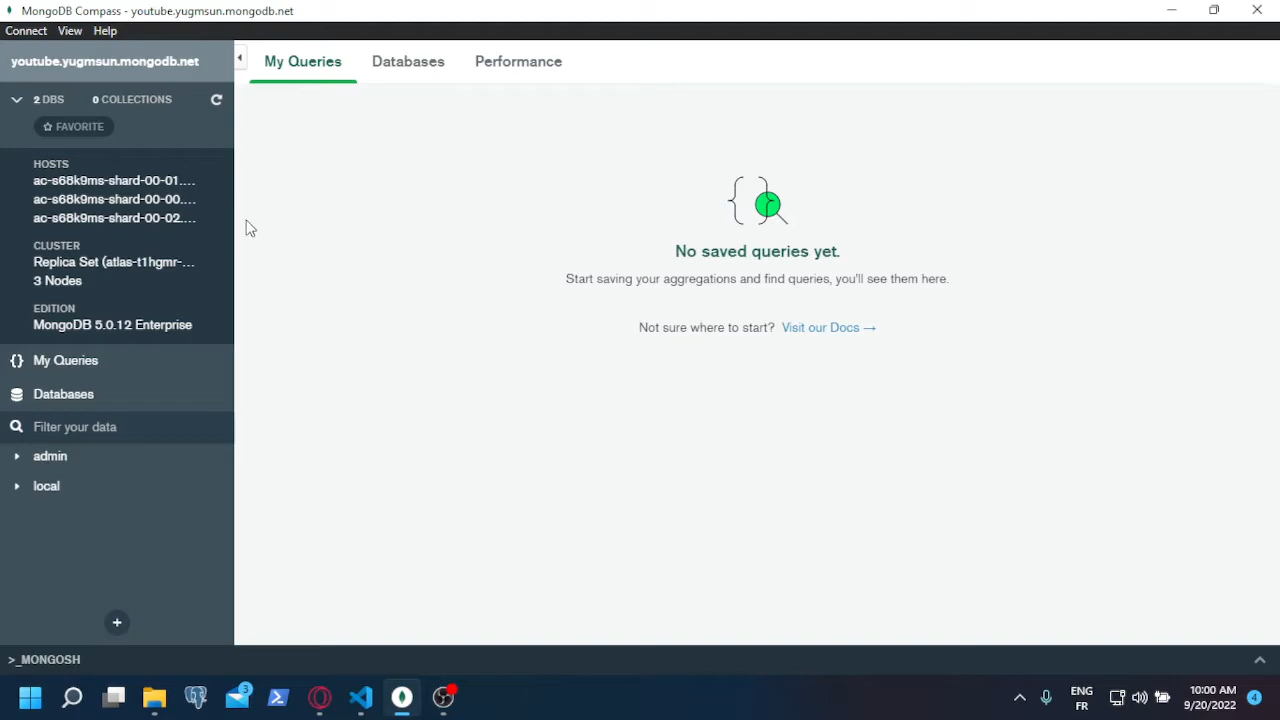 MongoDB Compass - youtube.yugmsun.mongodb.net
Connect View Help
youtube.yugmsun.mongodb.net
My Queries Databases Performance
2 DBS 0 COLLECTIONS
FAVORITE
HOSTS
ac-s68k9ms-shard-00-01....
ac-s68k9ms-shard-00-00....
ac-s68k9ms-shard-00-02....
CLUSTER
Replica Set (atlas-t1hgmr-...
3 Nodes
EDITION
MongoDB 5.0.12 Enterprise
{} My Queries
Databases
Filter your data
admin
local
No saved queries yet.
Start saving your aggregations and find queries, you'll see them here.
Not sure where to start? Visit our Docs →
>_MONGOSH
3
ENG
FR
10:00 AM
9/20/2022
4